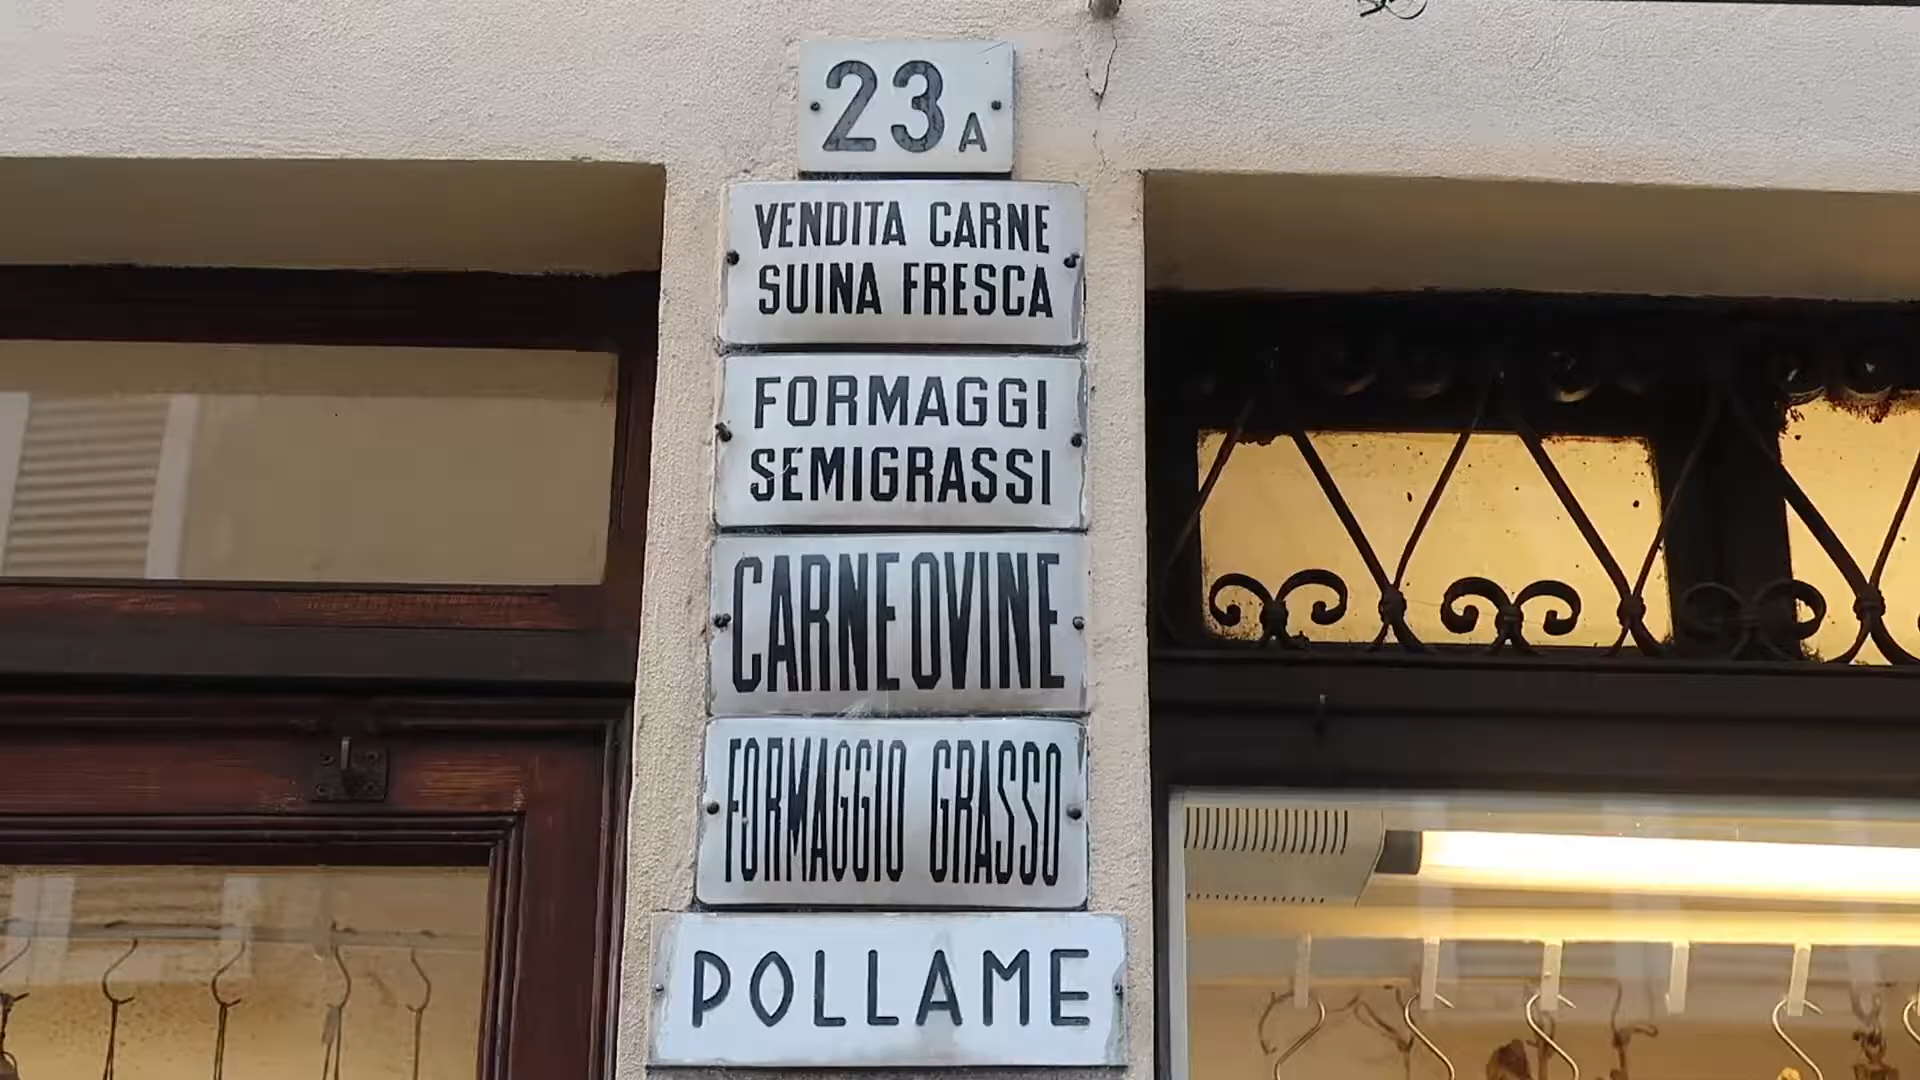 23A
VENDITA CARNE
SUINA FRESCA
FORMAGGI
SEMIGRASSI
CARNE OVINE
FORMAGGIO GRASSO
POLLAME